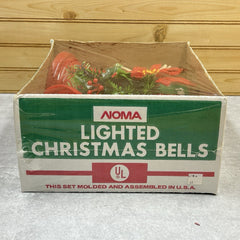 NOMA
LIGHTED
CHRISTMAS BELLS
UL
THIS SET MOLDED AND ASSEMBLED IN U.S.A.